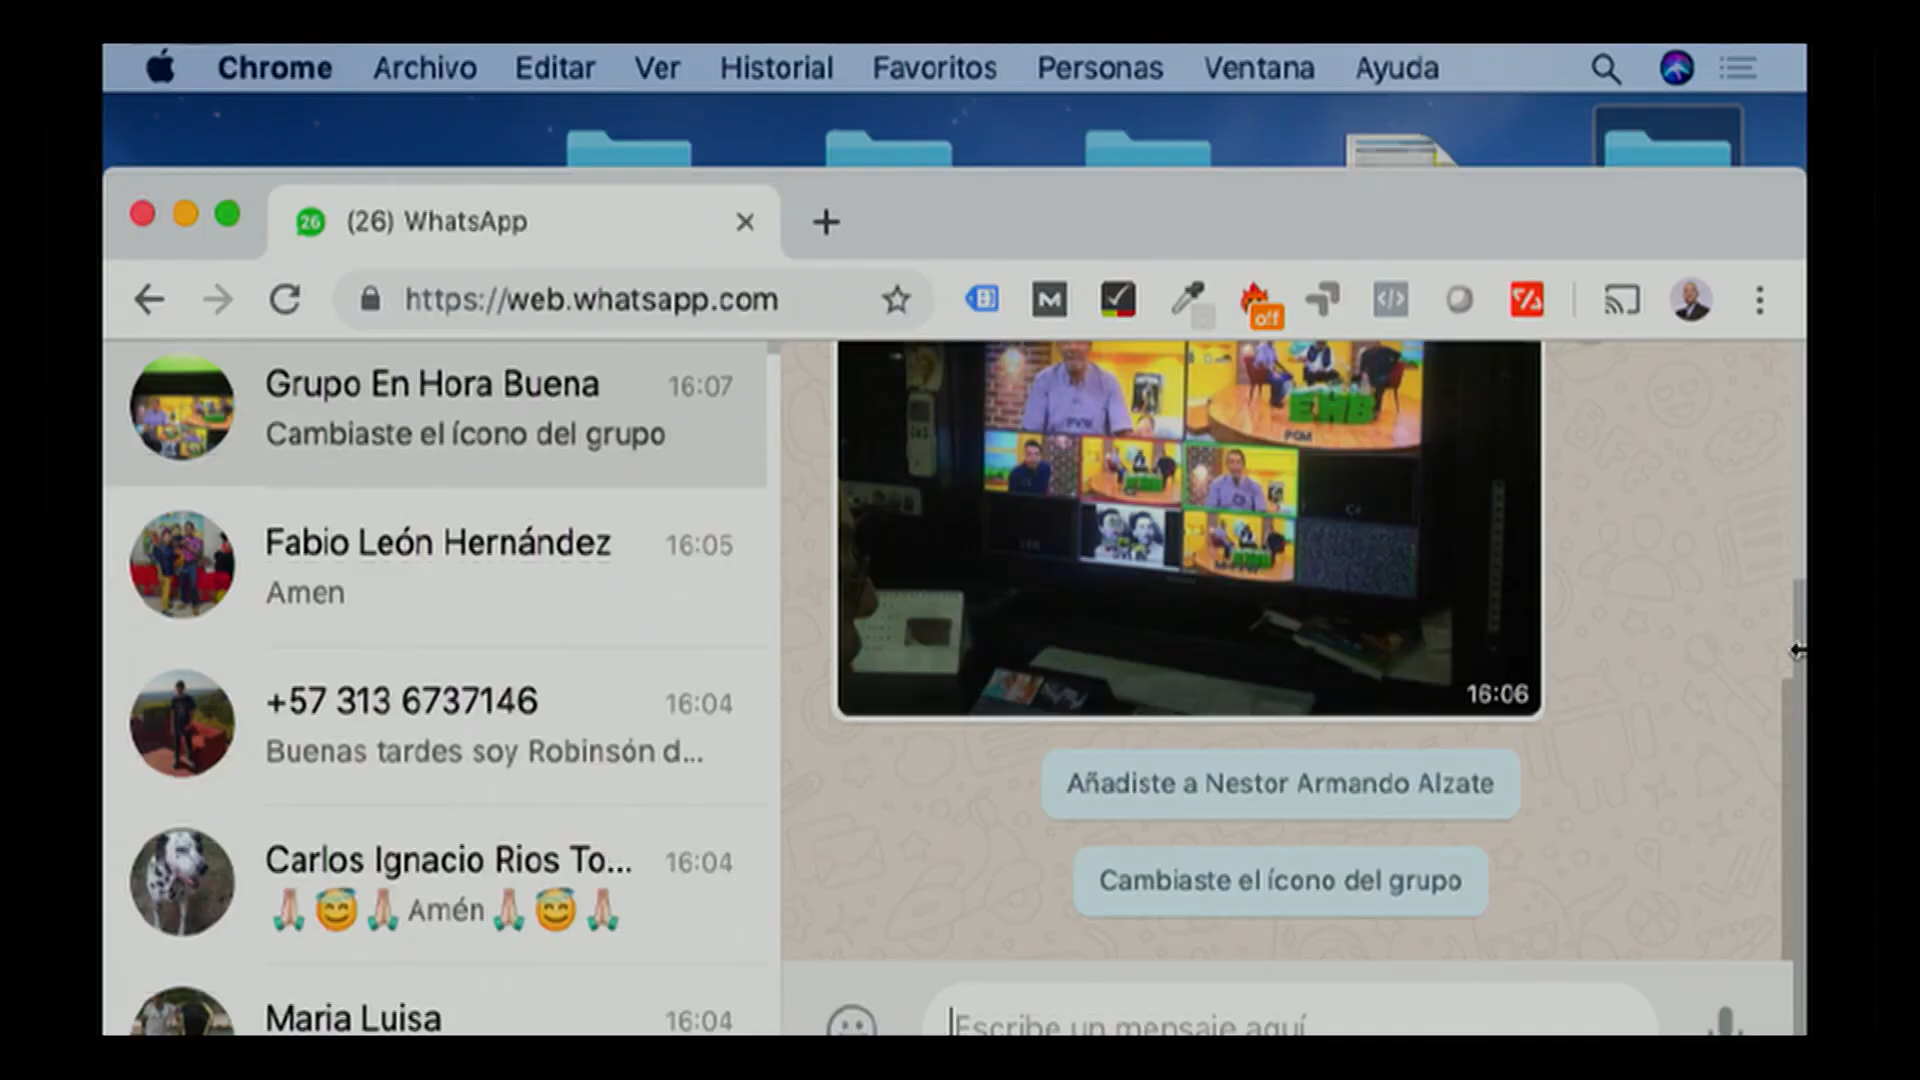 Chrome Archivo Editar Ver Historial Favoritos Personas Ventana Ayuda
26 (26) WhatsApp
https://web.whatsapp.com
off
Grupo En Hora Buena 16:07
Cambiaste el ícono del grupo
Fabio León Hernández 16:05
Amen
+57 313 6737146 16:04
Buenas tardes soy Robinsón d...
Carlos Ignacio Rios To... 16:04
🙏😇🙏Amén🙏😇🙏
Maria Luisa 16:04
EHB
PGM
16:06
Añadiste a Nestor Armando Alzate
Cambiaste el ícono del grupo
Escribe un mensaje aquí